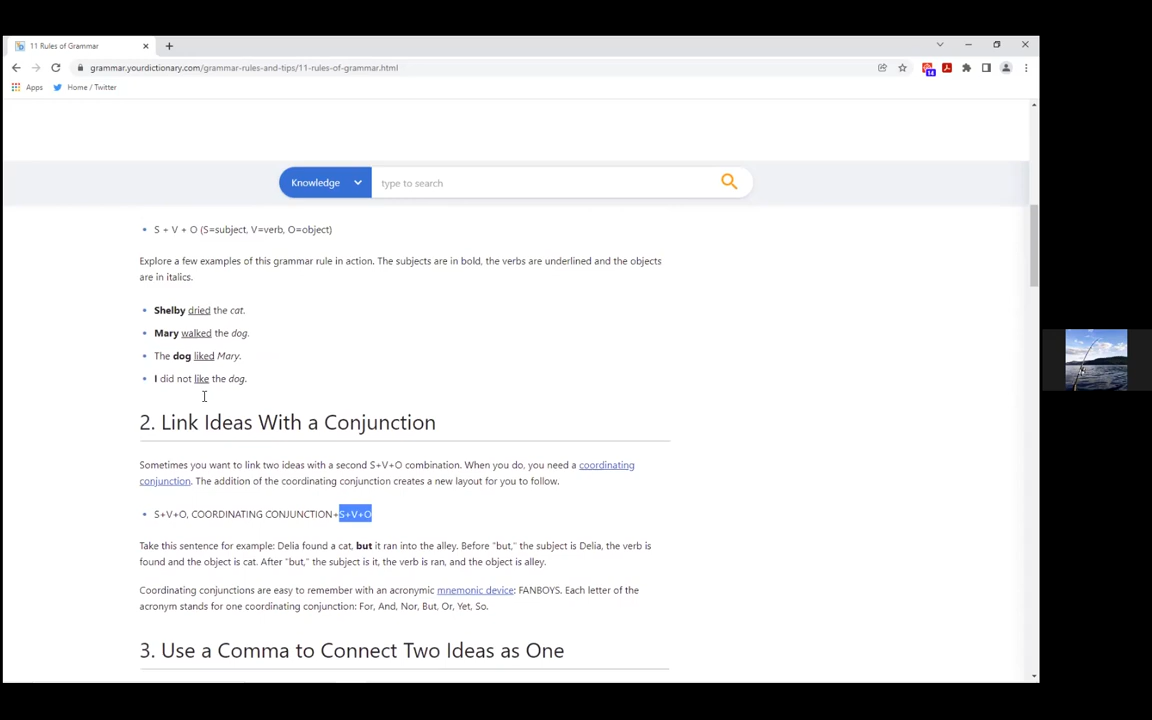 11 Rules of Grammar
grammar.yourdictionary.com/grammar-rules-and-tips/11-rules-of-grammar.html
14
Apps Home / Twitter
Knowledge type to search
• S + V + O (S=subject, V=verb, O=object)
Explore a few examples of this grammar rule in action. The subjects are in bold, the verbs are underlined and the objects
are in italics.
• Shelby dried the cat.
• Mary walked the dog.
• The dog liked Mary.
• I did not like the dog.
2. Link Ideas With a Conjunction
Sometimes you want to link two ideas with a second S+V+O combination. When you do, you need a coordinating
conjunction. The addition of the coordinating conjunction creates a new layout for you to follow.
• S+V+O, COORDINATING CONJUNCTION+S+V+O
Take this sentence for example: Delia found a cat, but it ran into the alley. Before "but," the subject is Delia, the verb is
found and the object is cat. After "but," the subject is it, the verb is ran, and the object is alley.
Coordinating conjunctions are easy to remember with an acronymic mnemonic device: FANBOYS. Each letter of the
acronym stands for one coordinating conjunction: For, And, Nor, But, Or, Yet, So.
3. Use a Comma to Connect Two Ideas as One